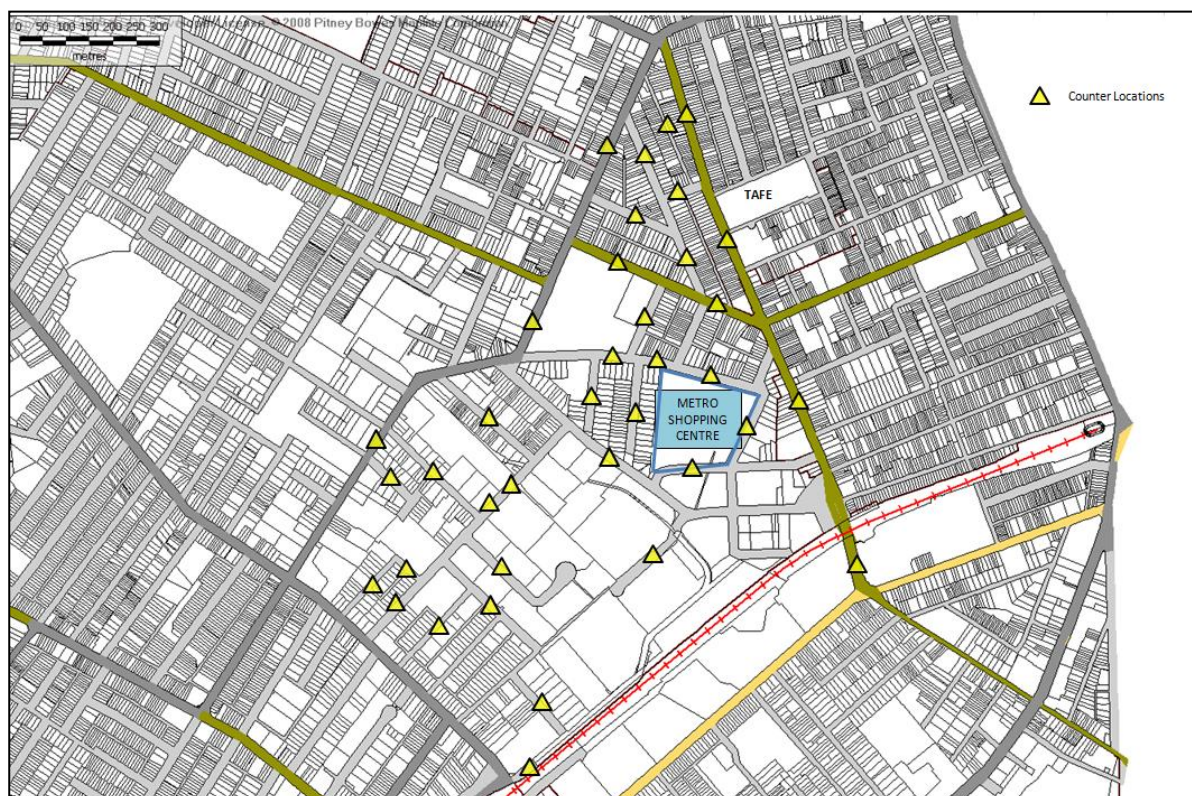 © 2008 Pitney Bowes
0 50 100 150 200 250 300
metres
Counter Locations
TAFE
METRO
SHOPPING
CENTRE